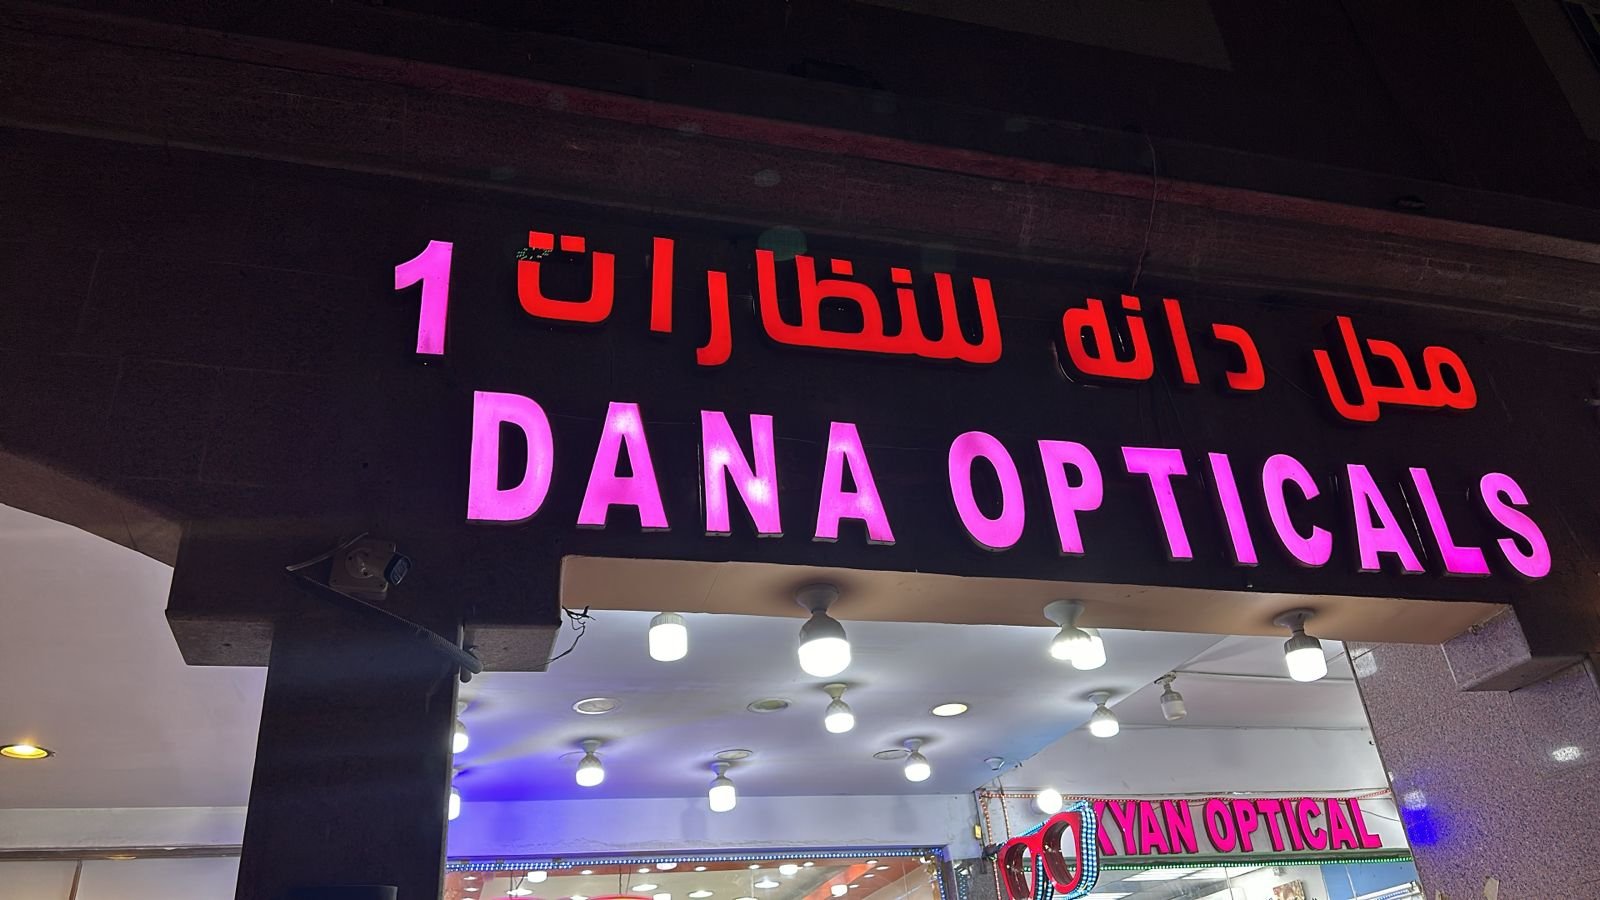 محل دانه للنظارات 1
DANA OPTICALS
KYAN OPTICAL